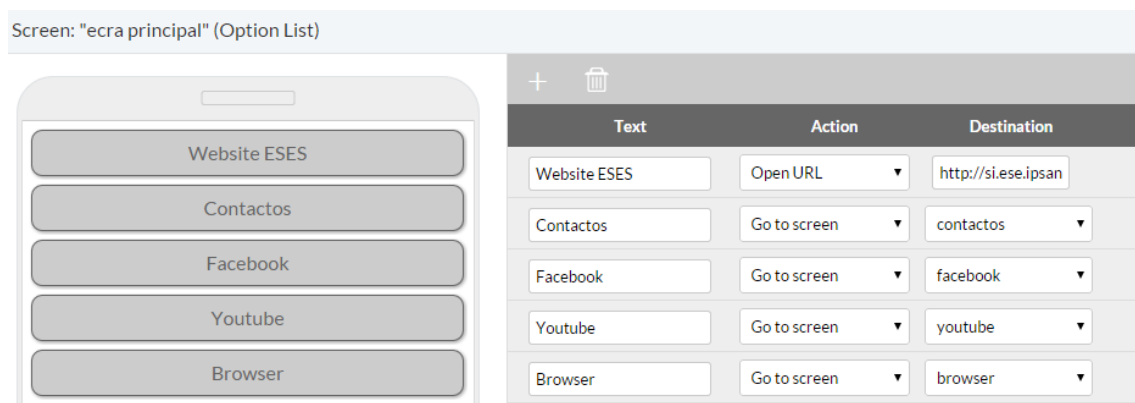 Screen: "ecra principal" (Option List)
Website ESES
Contactos
Facebook
Youtube
Browser
Text Action Destination
Website ESES Open URL http://si.ese.ipsan
Contactos Go to screen contactos
Facebook Go to screen facebook
Youtube Go to screen youtube
Browser Go to screen browser